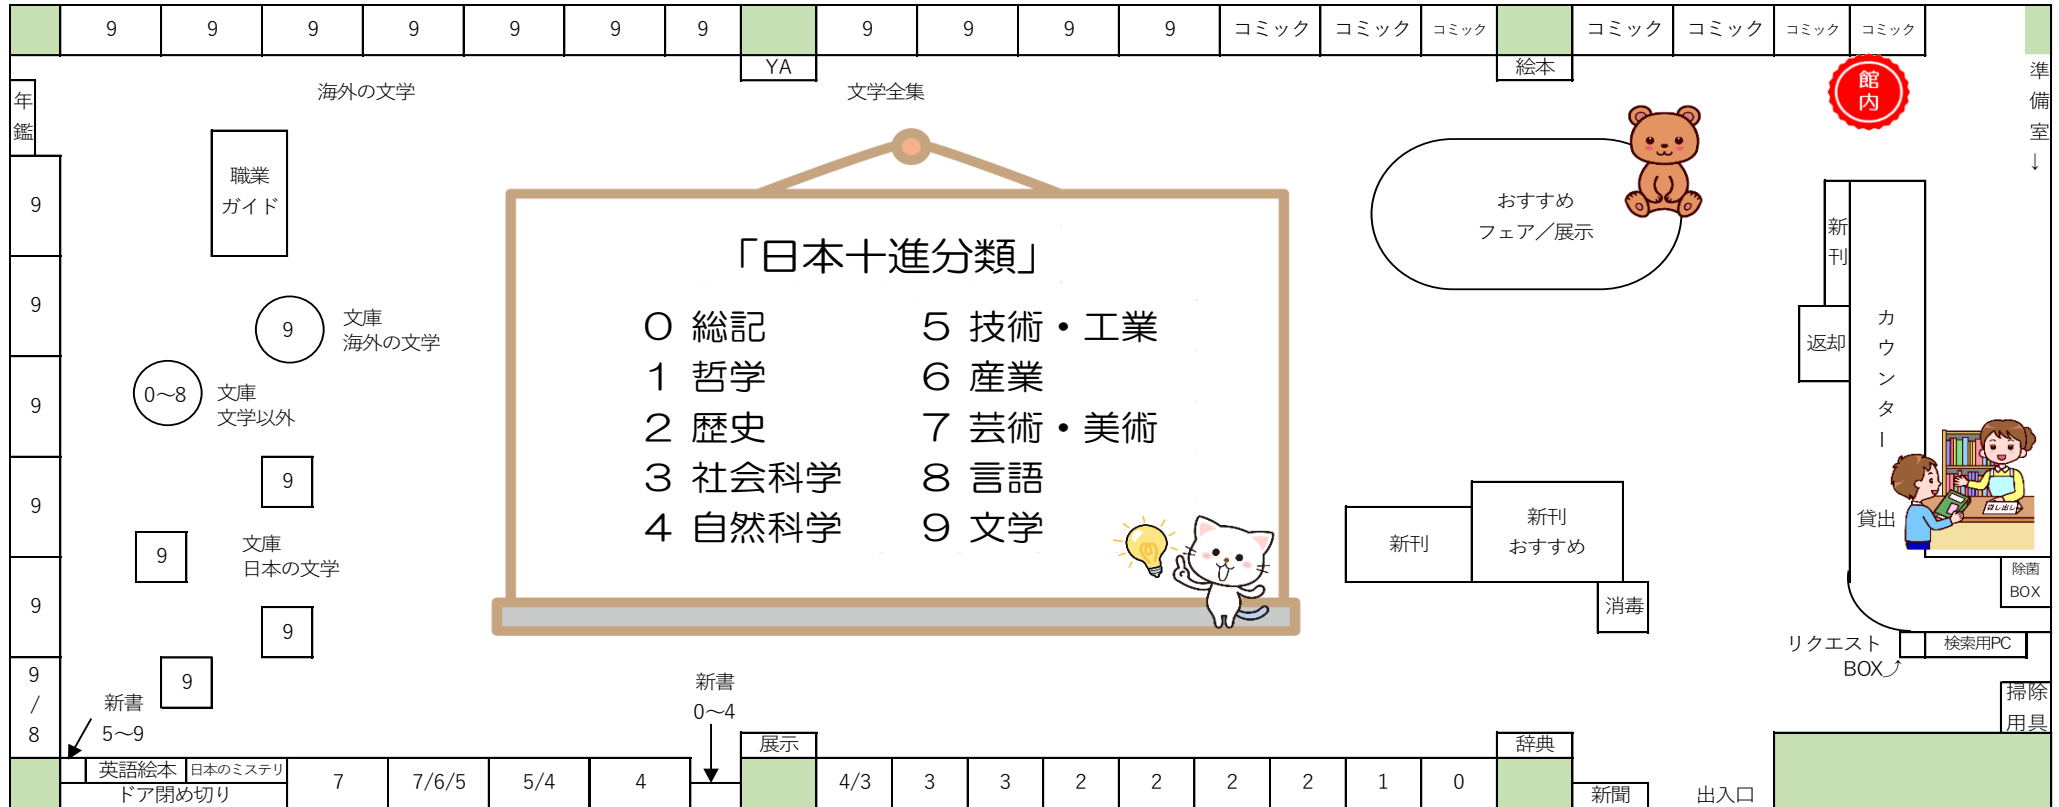 9 9 9 9 9 9 9 9 9 9 9 コミック コミック コミック コミック コミック コミック コミック
YA 絵本
海外の文学 文学全集
館内
準備室↓
年鑑
職業
ガイド
おすすめ
フェア／展示
9
9
9
9
9
9/8
新刊
返却
カウンター
貸出
貸し出し
「日本十進分類」
0 総記
1 哲学
2 歴史
3 社会科学
4 自然科学
5 技術・工業
6 産業
7 芸術・美術
8 言語
9 文学
9
文庫
海外の文学
0〜8
文庫
文学以外
9
9
文庫
日本の文学
9
9
新刊
新刊
おすすめ
消毒
除菌
BOX
リクエスト
BOX⤴
検索用PC
掃除
用具
新書
5〜9
新書
0〜4
展示 辞典
英語絵本 日本のミステリ
ドア閉め切り
7 7/6/5 5/4 4 4/3 3 3 2 2 2 2 1 0
新聞 出入口